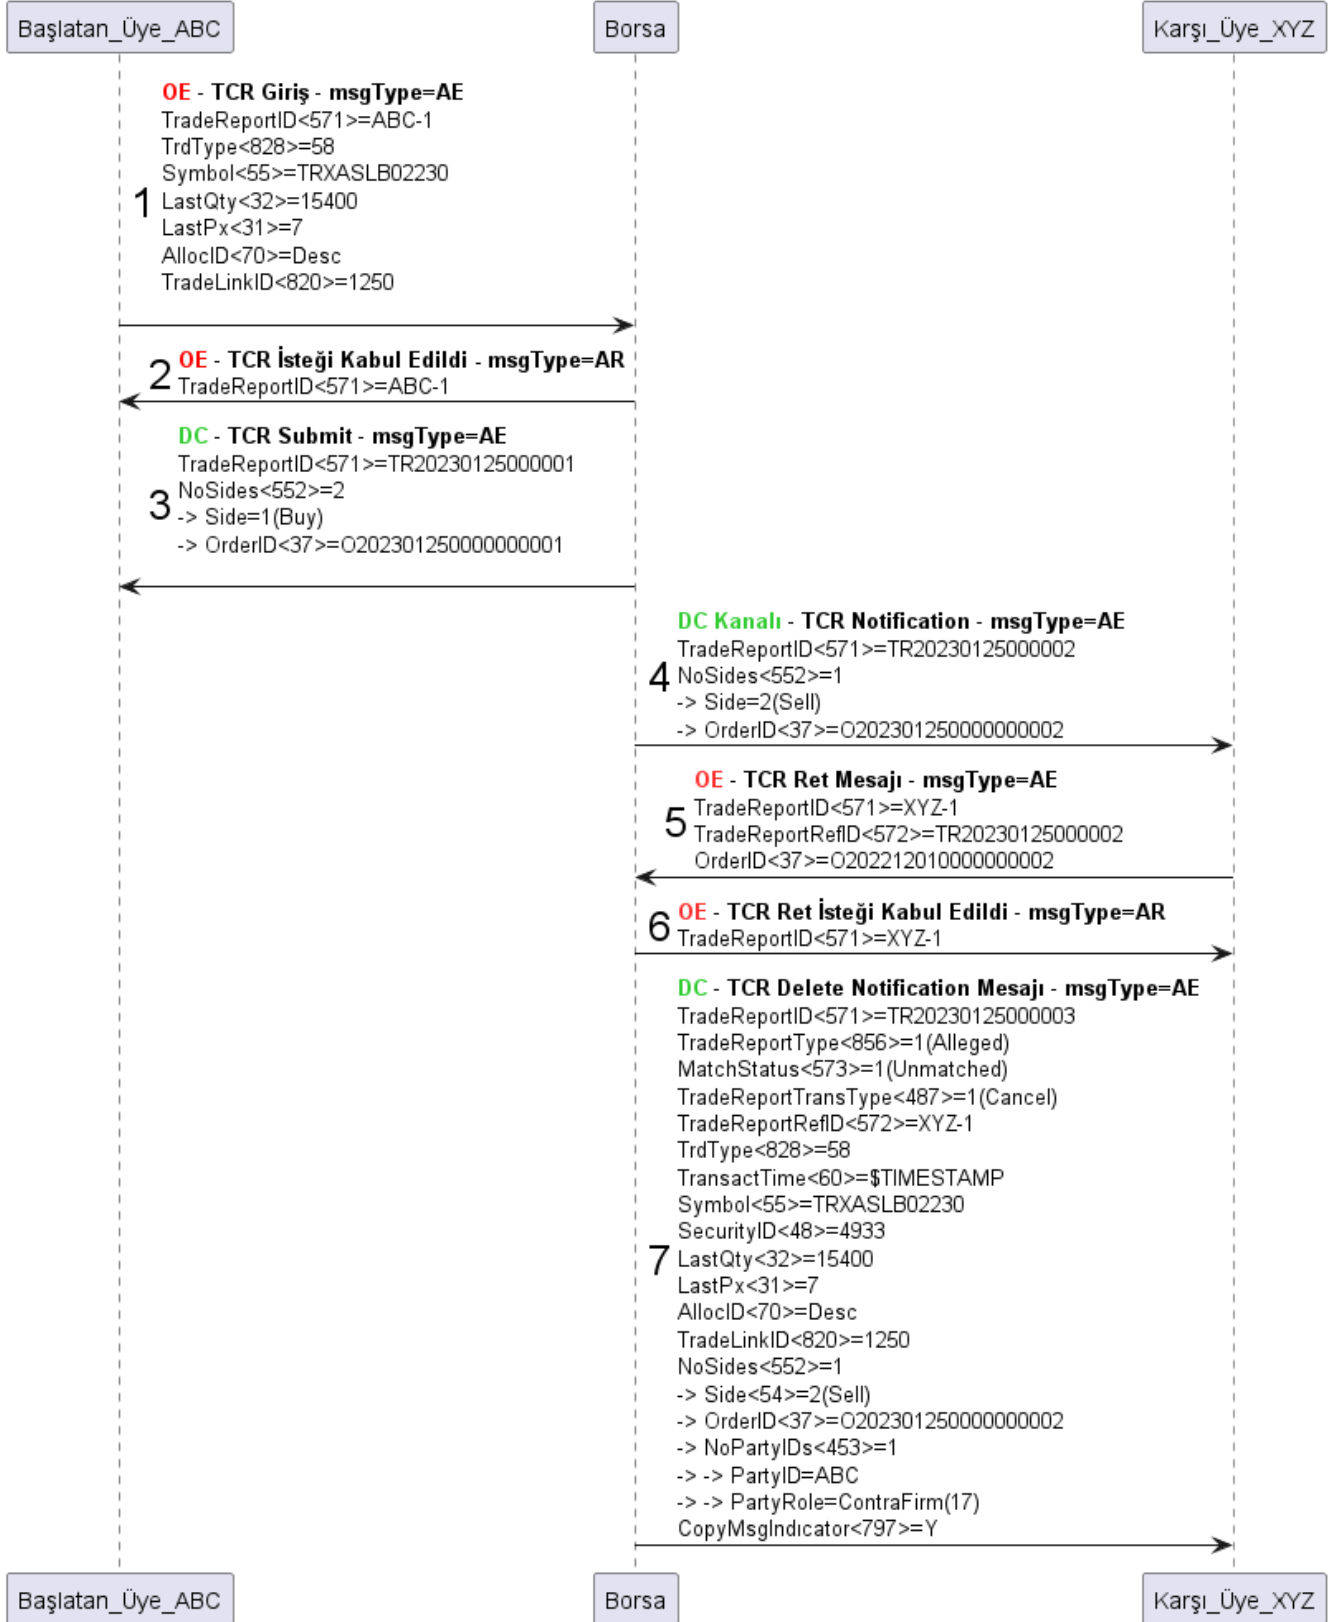 Başlatan_Üye_ABC
Borsa
Karşı_Üye_XYZ
OE - TCR Giriş - msgType=AE
TradeReportID<571>=ABC-1
TrdType<828>=58
Symbol<55>=TRXASLB02230
1
LastQty<32>=15400
LastPx<31>=7
AllocID<70>=Desc
TradeLinkID<820>=1250
OE - TCR İsteği Kabul Edildi - msgType=AR
2
TradeReportID<571>=ABC-1
DC - TCR Submit - msgType=AE
TradeReportID<571>=TR20230125000001
3
NoSides<552>=2
-> Side=1(Buy)
-> OrderID<37>=O202301250000000001
DC Kanalı - TCR Notification - msgType=AE
TradeReportID<571>=TR20230125000002
4
NoSides<552>=1
-> Side=2(Sell)
-> OrderID<37>=O202301250000000002
OE - TCR Ret Mesajı - msgType=AE
TradeReportID<571>=XYZ-1
5
TradeReportRefID<572>=TR20230125000002
OrderID<37>=O202212010000000002
OE - TCR Ret İsteği Kabul Edildi - msgType=AR
6
TradeReportID<571>=XYZ-1
DC - TCR Delete Notification Mesajı - msgType=AE
TradeReportID<571>=TR20230125000003
TradeReportType<856>=1(Alleged)
MatchStatus<573>=1(Unmatched)
TradeReportTransType<487>=1(Cancel)
TradeReportRefID<572>=XYZ-1
TrdType<828>=58
TransactTime<60>=$TIMESTAMP
Symbol<55>=TRXASLB02230
SecurityID<48>=4933
7
LastQty<32>=15400
LastPx<31>=7
AllocID<70>=Desc
TradeLinkID<820>=1250
NoSides<552>=1
-> Side<54>=2(Sell)
-> OrderID<37>=O202301250000000002
-> NoPartyIDs<453>=1
-> -> PartyID=ABC
-> -> PartyRole=ContraFirm(17)
CopyMsgIndicator<797>=Y
Başlatan_Üye_ABC
Borsa
Karşı_Üye_XYZ